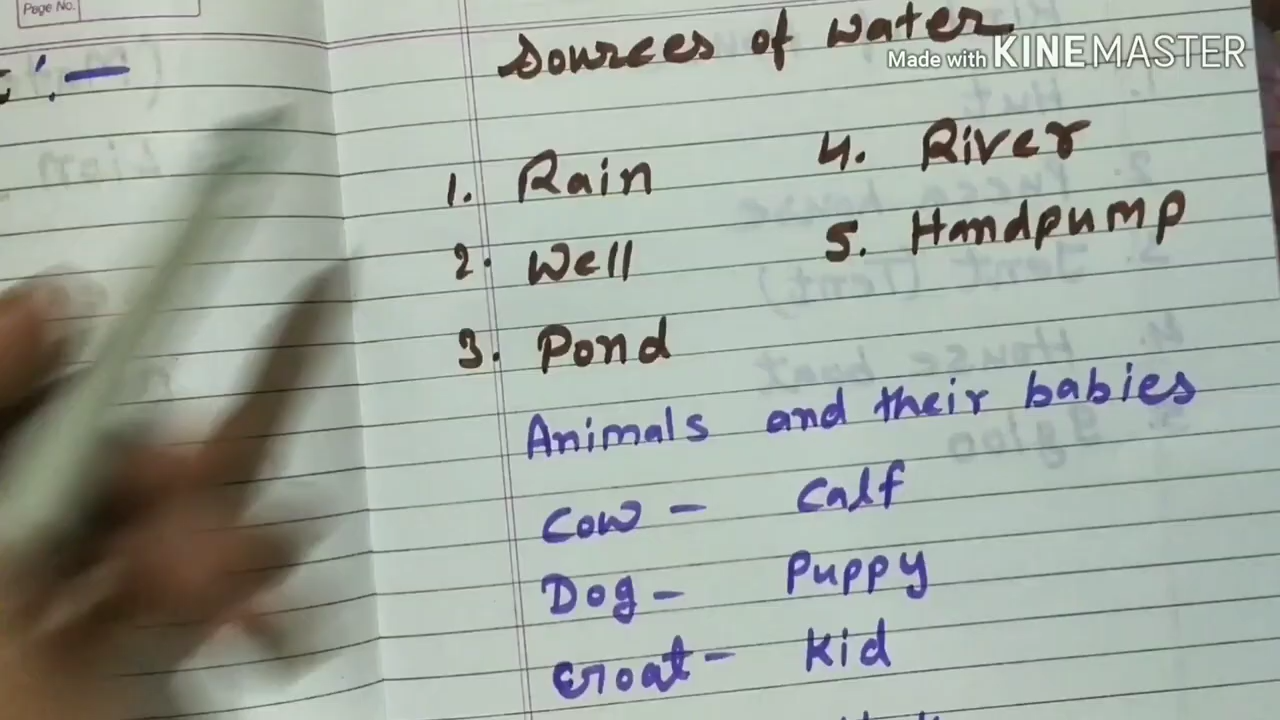 Page No.
Sources of water
Made with KINEMASTER
1. Rain
2. Well
3. Pond
4. River
5. Handpump
Animals and their babies
Cow - Calf
Dog - Puppy
Goat - Kid